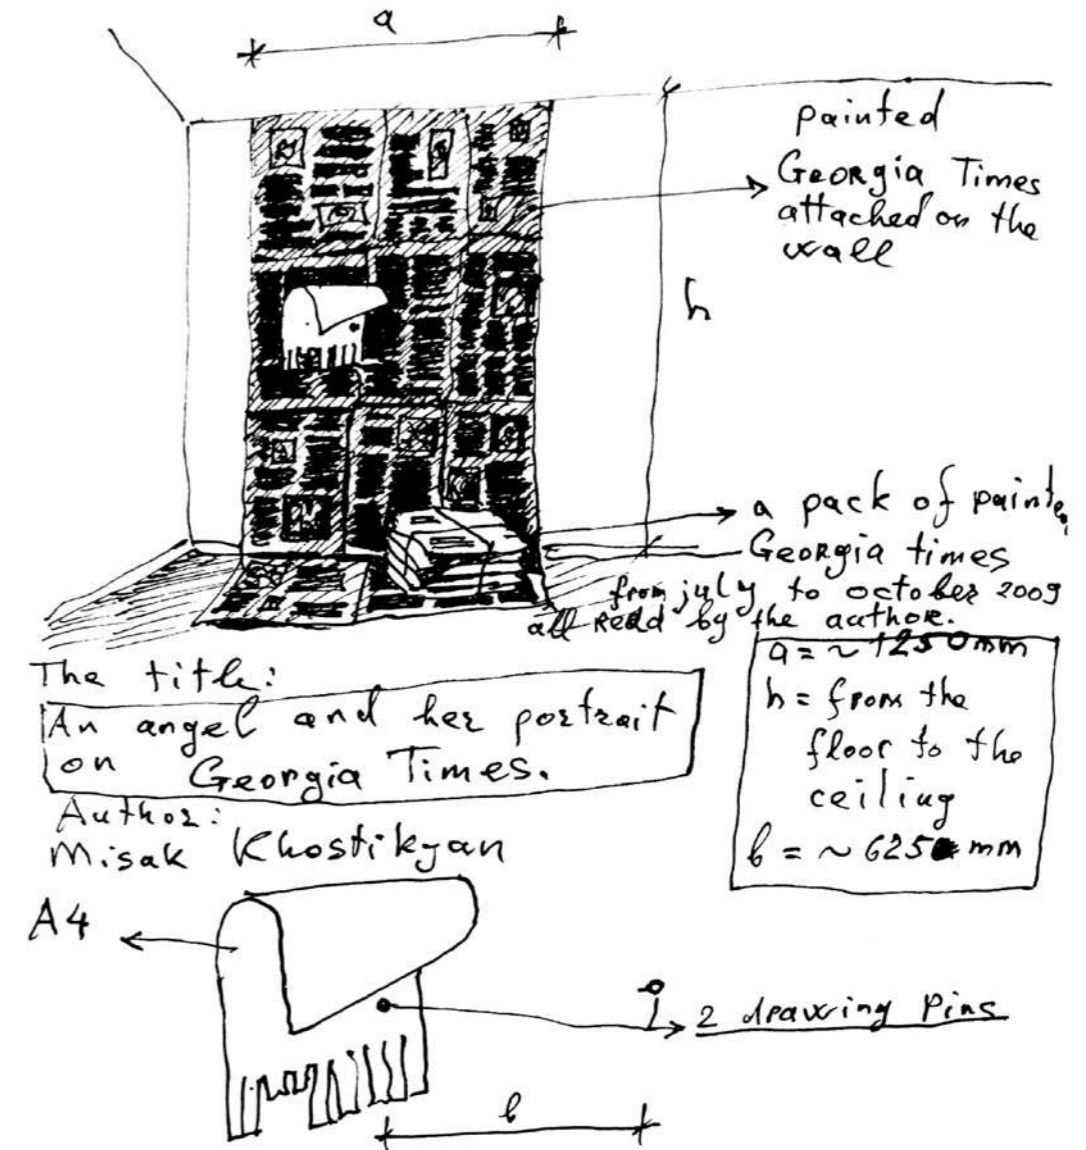 a
painted
Georgia Times
attached on the
wall
h
a pack of painted
Georgia times
from july to october 2009
all read by the author.
The title:
An angel and her portrait
on Georgia Times.
Author:
Misak Khostikyan
a = ~ 1250mm
h = from the
floor to the
ceiling
b = ~ 625 mm
A4
2 drawing Pins
b